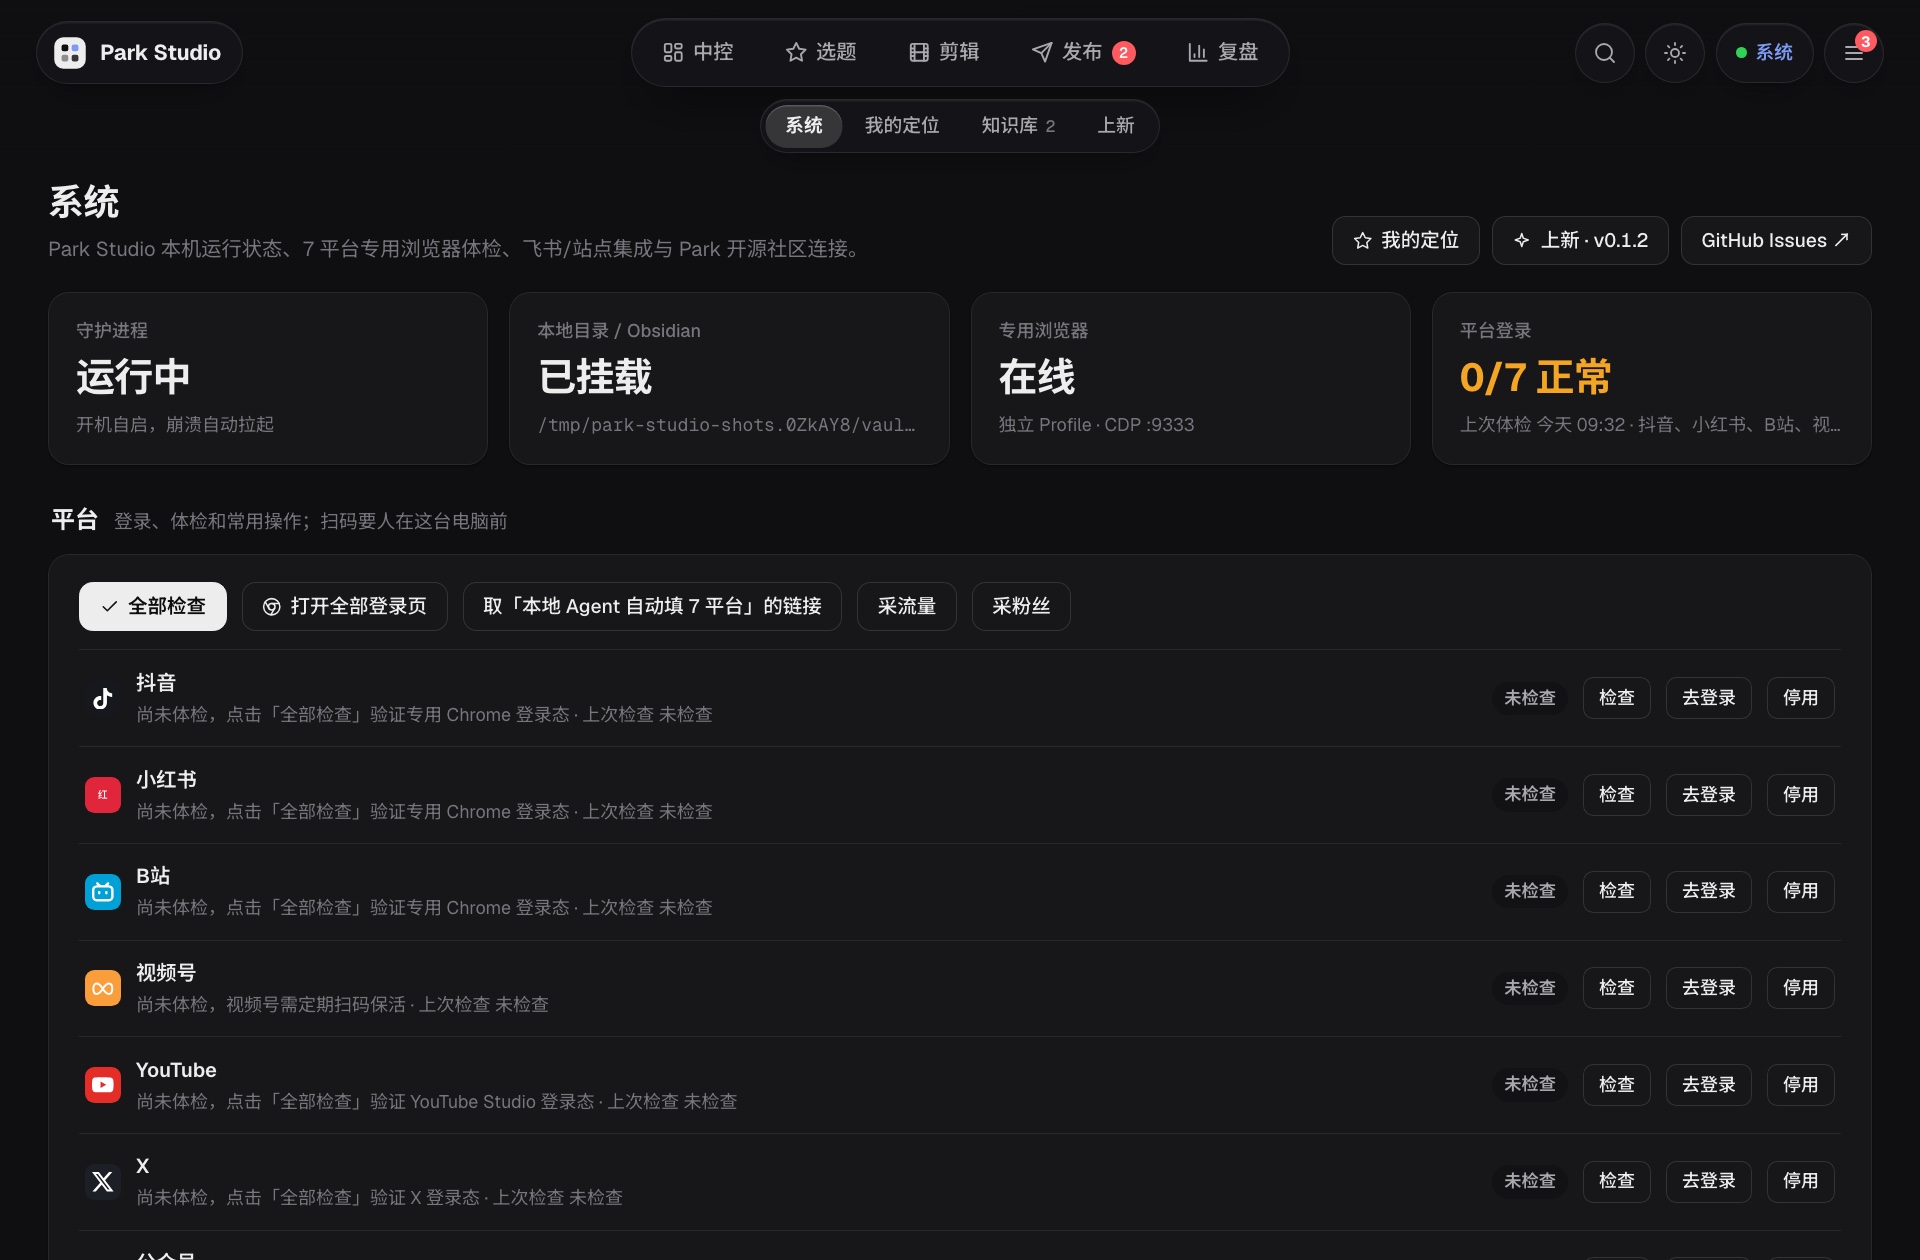 Park Studio
中控
选题
剪辑
发布 2
复盘
系统
3
系统
我的定位
知识库 2
上新
系统
Park Studio 本机运行状态、7 平台专用浏览器体检、飞书/站点集成与 Park 开源社区连接。
我的定位
上新 · v0.1.2
GitHub Issues ↗
守护进程
运行中
开机自启，崩溃自动拉起
本地目录 / Obsidian
已挂载
/tmp/park-studio-shots.0ZkAY8/vaul…
专用浏览器
在线
独立 Profile · CDP :9333
平台登录
0/7 正常
上次体检 今天 09:32 · 抖音、小红书、B站、视…
平台 登录、体检和常用操作；扫码要人在这台电脑前
全部检查
打开全部登录页
取「本地 Agent 自动填 7 平台」的链接
采流量
采粉丝
抖音
尚未体检，点击「全部检查」验证专用 Chrome 登录态 · 上次检查 未检查
未检查 检查 去登录 停用
红
小红书
尚未体检，点击「全部检查」验证专用 Chrome 登录态 · 上次检查 未检查
未检查 检查 去登录 停用
B站
尚未体检，点击「全部检查」验证专用 Chrome 登录态 · 上次检查 未检查
未检查 检查 去登录 停用
视频号
尚未体检，视频号需定期扫码保活 · 上次检查 未检查
未检查 检查 去登录 停用
YouTube
尚未体检，点击「全部检查」验证 YouTube Studio 登录态 · 上次检查 未检查
未检查 检查 去登录 停用
X
尚未体检，点击「全部检查」验证 X 登录态 · 上次检查 未检查
未检查 检查 去登录 停用